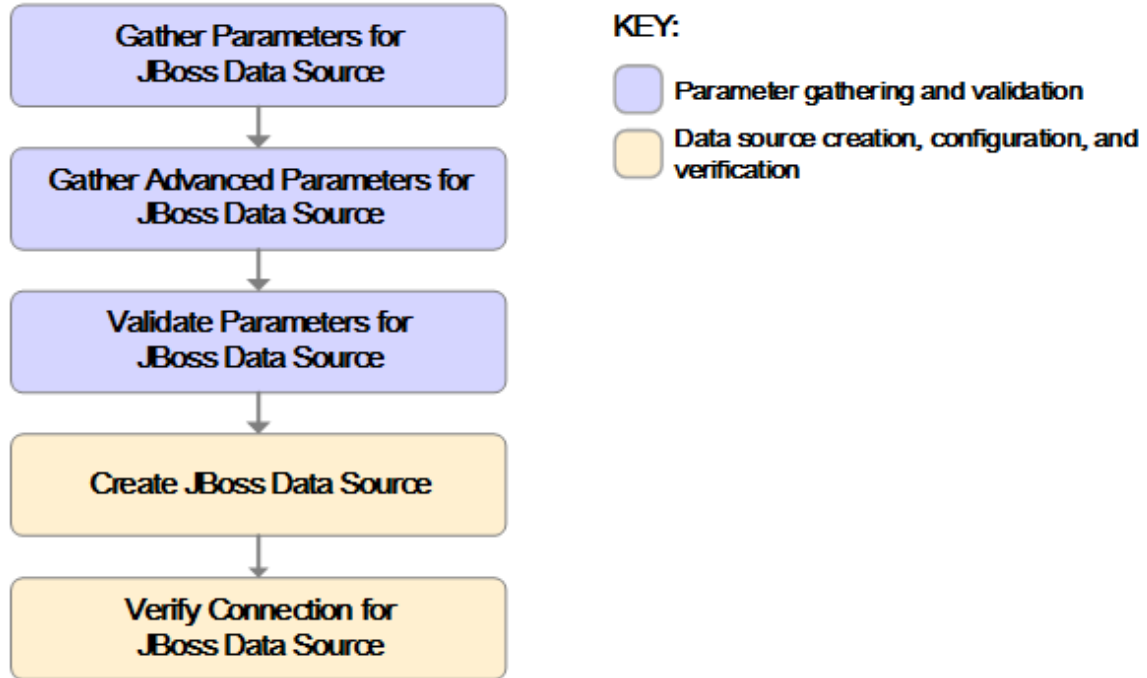 Gather Parameters for
JBoss Data Source
Gather Advanced Parameters for
JBoss Data Source
Validate Parameters for
JBoss Data Source
Create JBoss Data Source
Verify Connection for
JBoss Data Source
KEY:
Parameter gathering and validation
Data source creation, configuration, and
verification